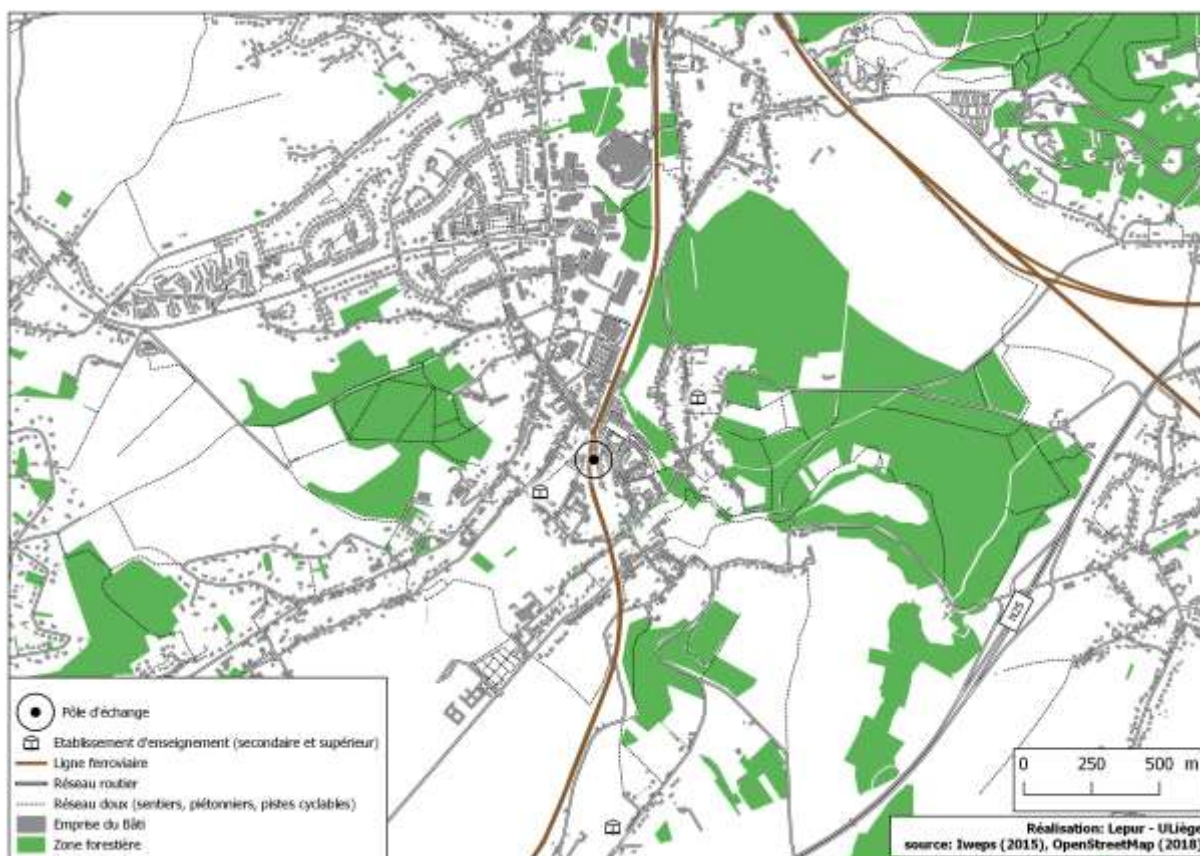 N25
Pôle d'échange
Etablissement d'enseignement (secondaire et supérieur)
Ligne ferroviaire
Réseau routier
Réseau doux (sentiers, piétonniers, pistes cyclables)
Emprise du Bâti
Zone forestière
0 250 500 m
Réalisation: Lepur - ULiège
source: Iweps (2015), OpenStreetMap (2018)